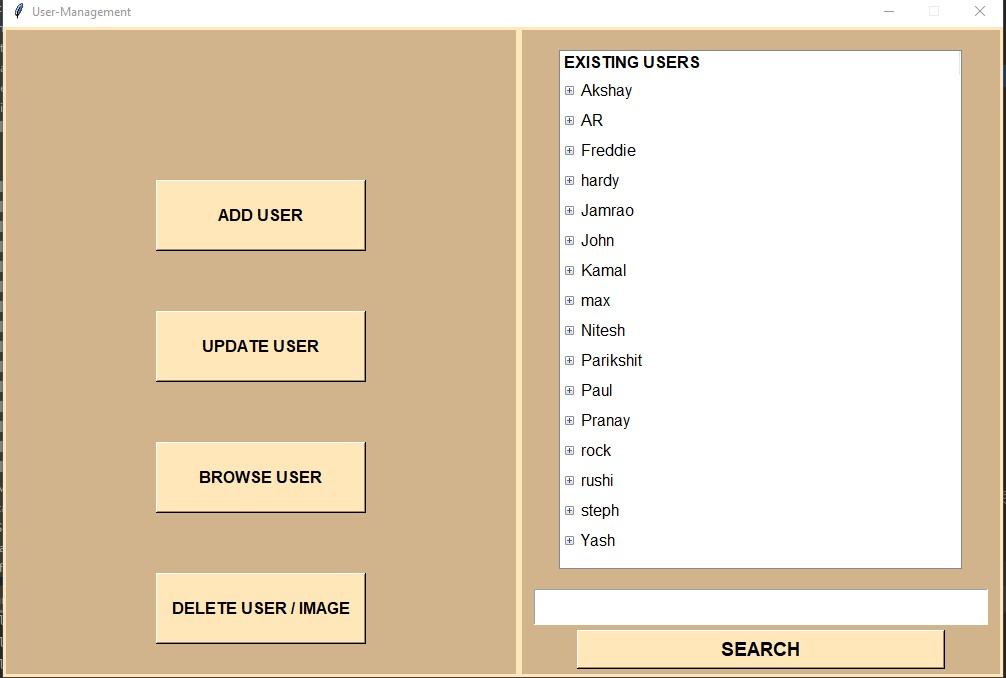 User-Management
ADD USER
UPDATE USER
BROWSE USER
DELETE USER / IMAGE
EXISTING USERS
Akshay
AR
Freddie
hardy
Jamrao
John
Kamal
max
Nitesh
Parikshit
Paul
Pranay
rock
rushi
steph
Yash
SEARCH